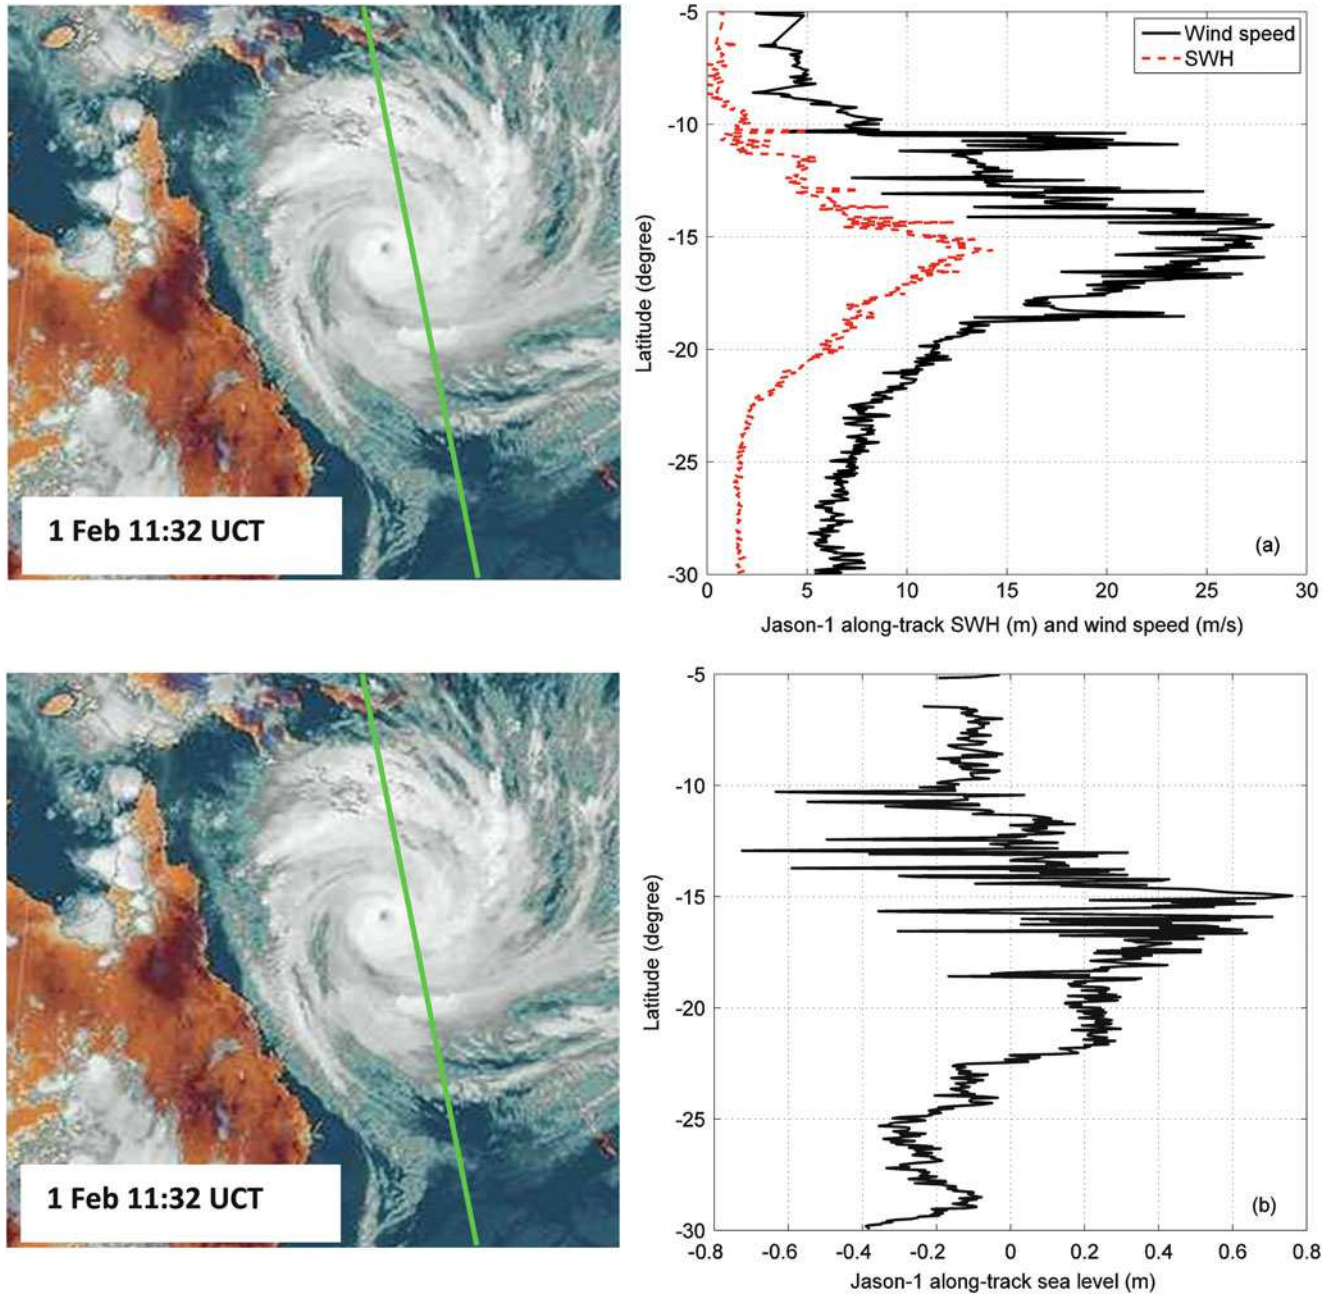 1 Feb 11:32 UCT
-5
-10
-15
-20
-25
-30
Latitude (degree)
Wind speed
SWH
(a)
0 5 10 15 20 25 30
Jason-1 along-track SWH (m) and wind speed (m/s)
1 Feb 11:32 UCT
-5
-10
-15
-20
-25
-30
Latitude (degree)
(b)
-0.8 -0.6 -0.4 -0.2 0 0.2 0.4 0.6 0.8
Jason-1 along-track sea level (m)